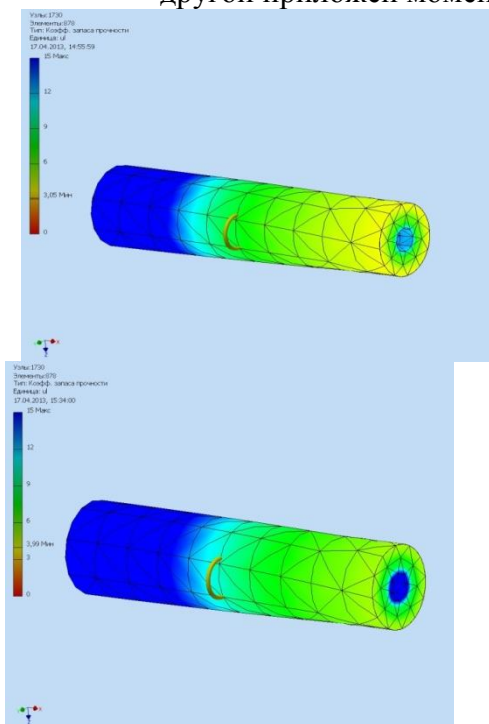 другой приложен момен
Узлы:1730
Элементы:878
Тип: Коэфф. запаса прочности
Единица: ul
17.04.2013, 14:55:59
15 Макс
12
9
6
3,05 Мин
0
Узлы:1730
Элементы:878
Тип: Коэфф. запаса прочности
Единица: ul
17.04.2013, 15:34:00
15 Макс
12
9
6
3,99 Мин
3
0